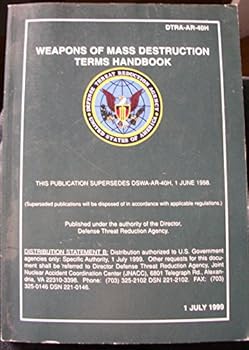 DTRA-AR-40H
WEAPONS OF MASS DESTRUCTION
TERMS HANDBOOK
DEFENSE THREAT REDUCTION AGENCY
UNITED STATES OF AMERICA
THIS PUBLICATION SUPERSEDES DSWA-AR-40H, 1 JUNE 1998.
(Superseded publications will be disposed of in accordance with applicable regulations.)
Published under the authority of the Director,
Defense Threat Reduction Agency.
DISTRIBUTION STATEMENT B: Distribution authorized to U.S. Government
agencies only: Specific Authority, 1 July 1999. Other requests for the docu-
ment shall be referred to Director Defense Threat Reduction Agency, Joint
Nuclear Accident Coordination Center (JNACC), 6801 Telegraph Rd., Alexan-
dria, VA 22310-3398. Phone: (703) 325-2102 DSN 221-2102. FAX: (703)
325-0146 DSN 221-0146.
1 JULY 1999